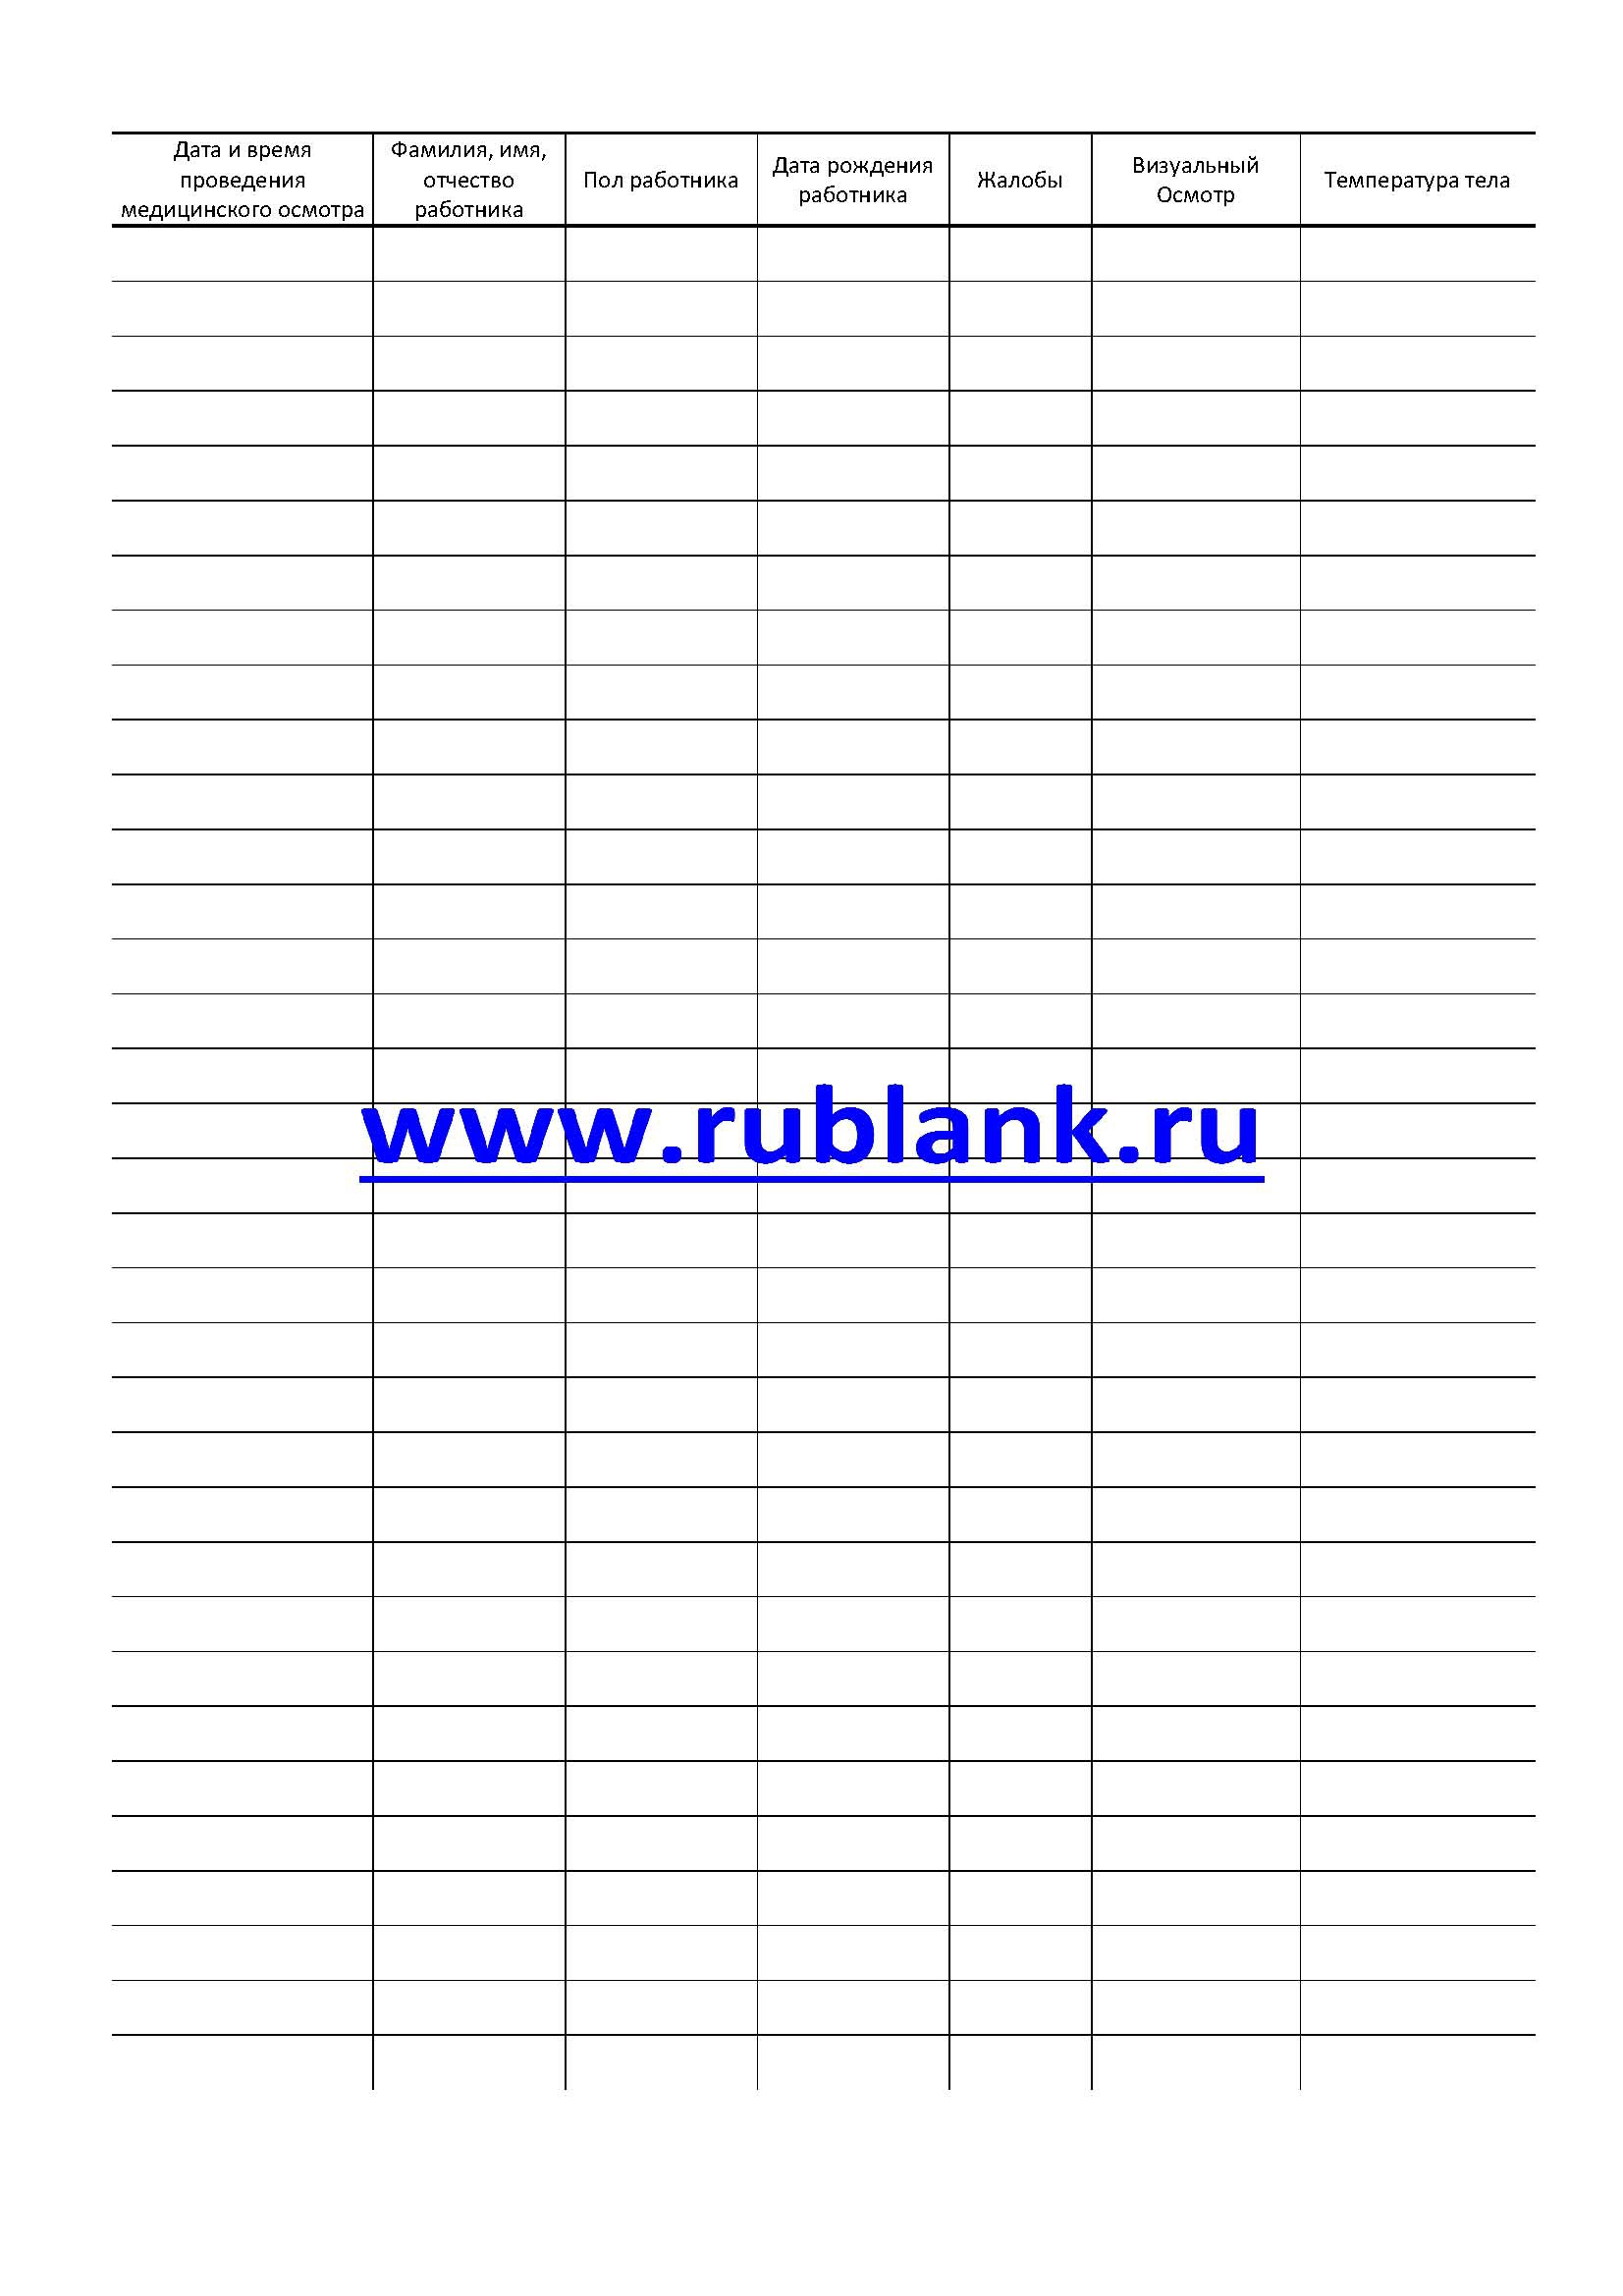 Дата и время
проведения
медицинского осмотра
Фамилия, имя,
отчество
работника
Пол работника
Дата рождения
работника
Жалобы
Визуальный
Осмотр
Температура тела
www.rublank.ru